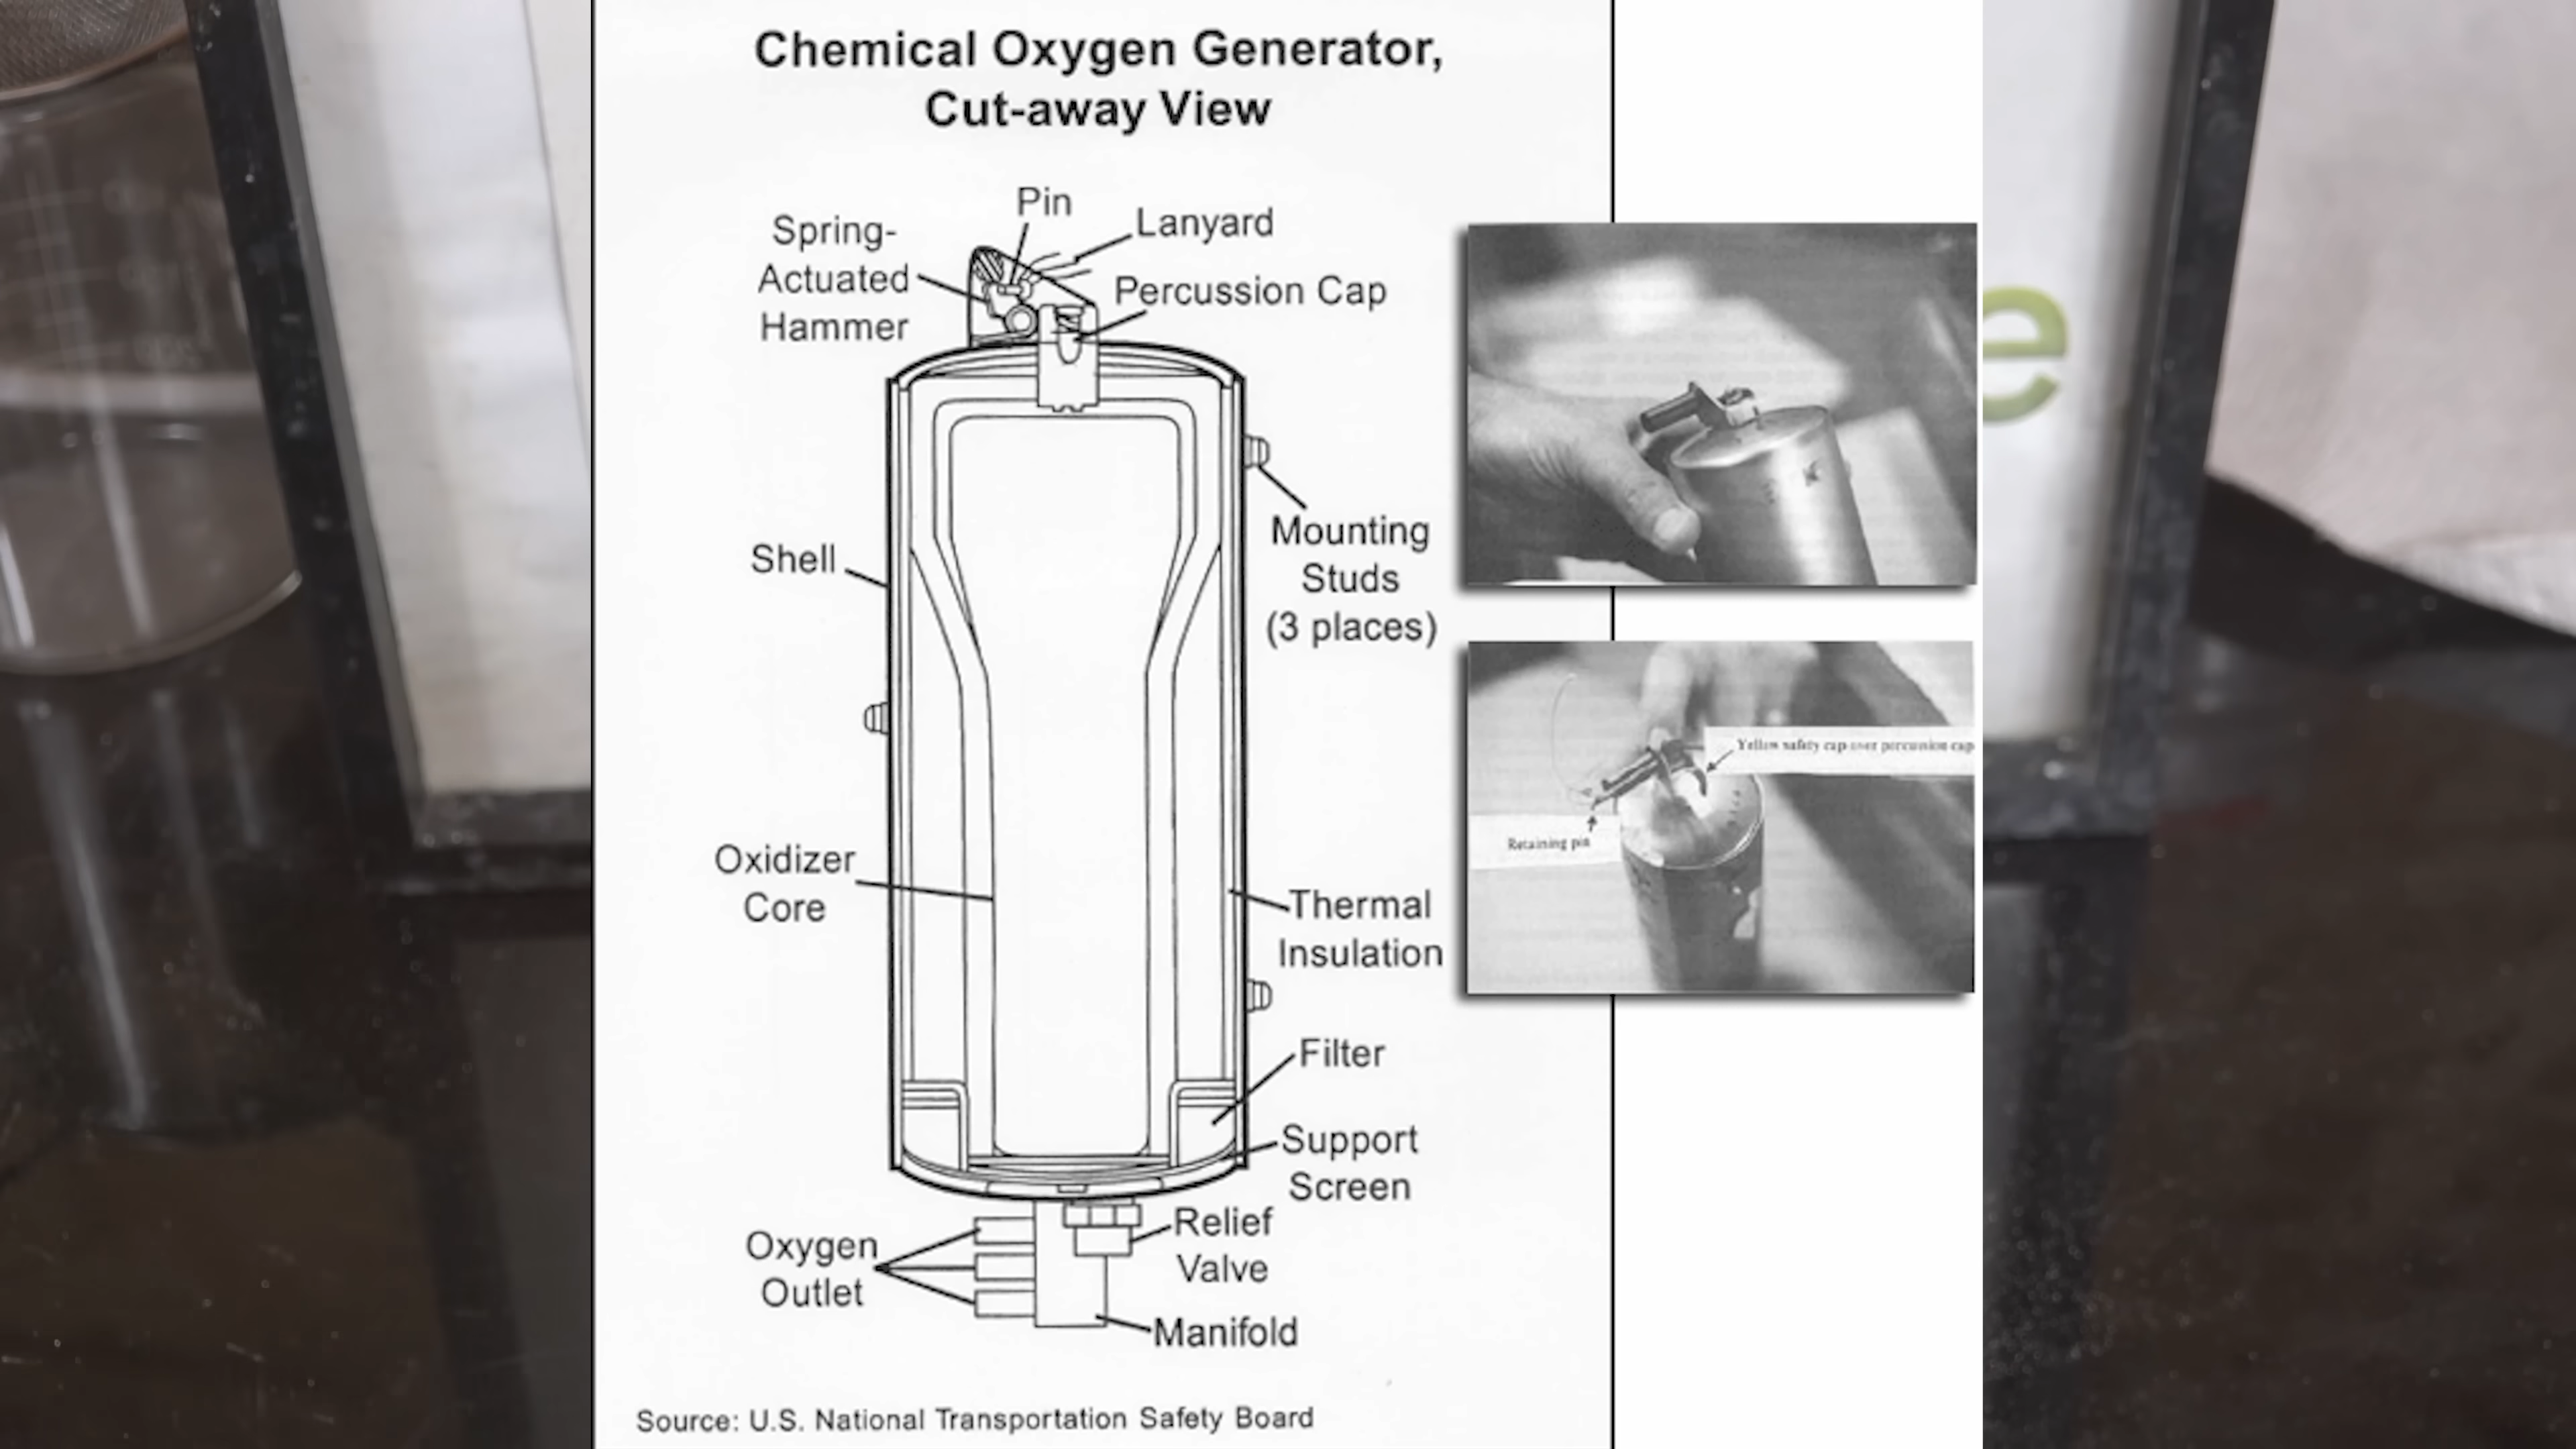 Chemical Oxygen Generator,
Cut-away View
Pin
Lanyard
Spring-
Actuated
Hammer
Percussion Cap
Mounting
Studs
(3 places)
Shell
Yellow safety cap over percussion cap
Retaining pin
Oxidizer
Core
Thermal
Insulation
Filter
Support
Screen
Oxygen
Outlet
Relief
Valve
Manifold
Source: U.S. National Transportation Safety Board
e